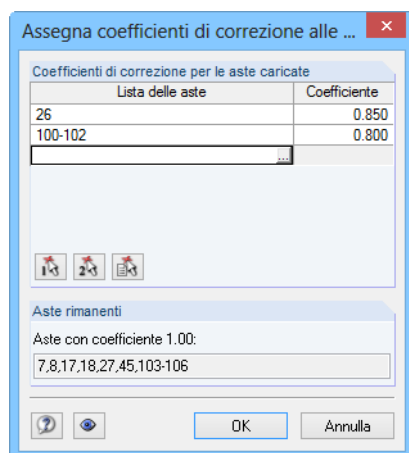 Assegna coefficienti di correzione alle ...
Coefficienti di correzione per le aste caricate
Lista delle aste Coefficiente
26 0.850
100-102 0.800
...
Aste rimanenti
Aste con coefficiente 1.00:
7,8,17,18,27,45,103-106
OK Annulla